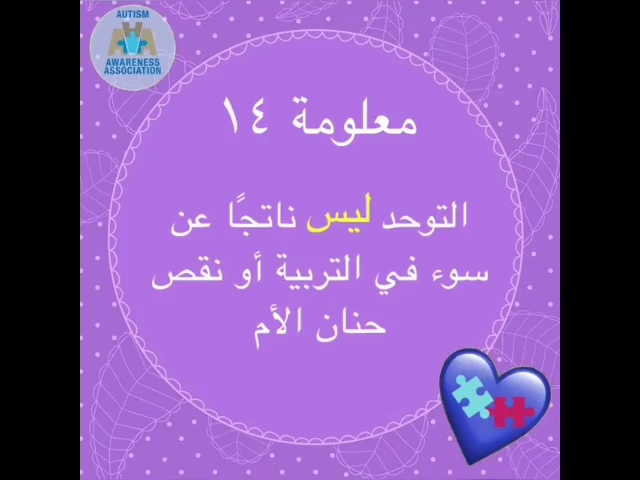 AUTISM
AWARENESS
ASSOCIATION
معلومة ١٤
التوحد ليس ناتجًا عن
سوء في التربية أو نقص
حنان الأم